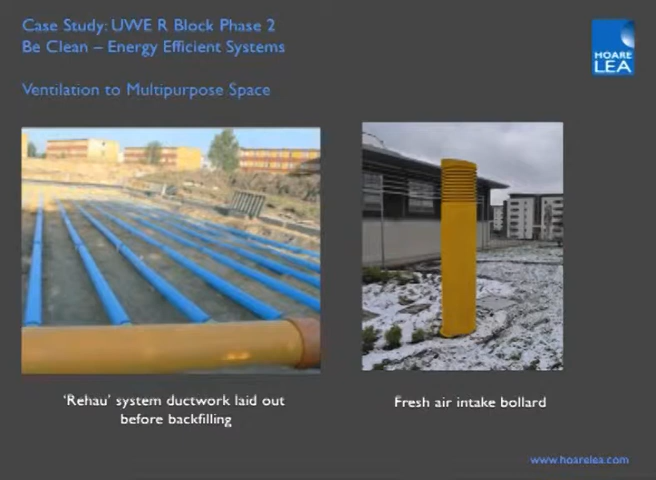 Case Study: UWE R Block Phase 2
Be Clean – Energy Efficient Systems
HOARE
LEA
Ventilation to Multipurpose Space
‘Rehau’ system ductwork laid out
before backfilling
Fresh air intake bollard
www.hoarelea.com